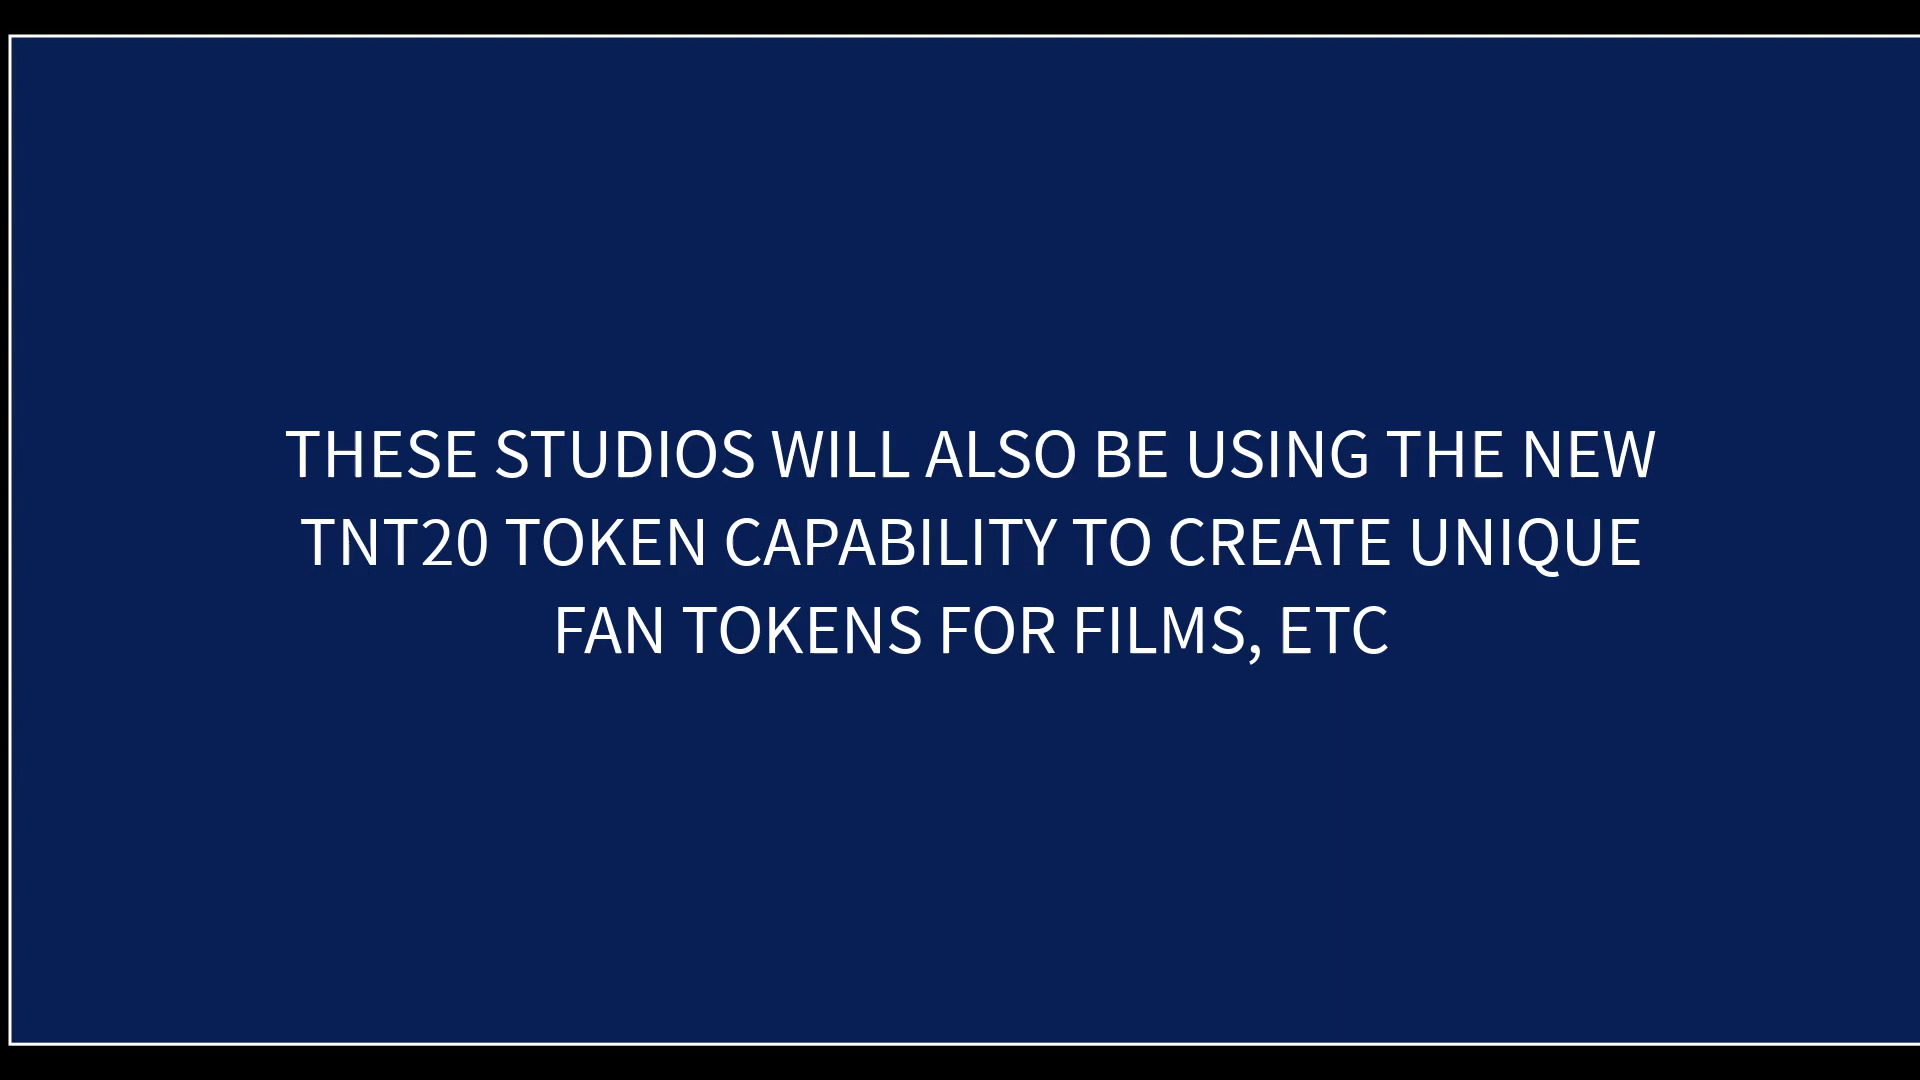 THESE STUDIOS WILL ALSO BE USING THE NEW
TNT20 TOKEN CAPABILITY TO CREATE UNIQUE
FAN TOKENS FOR FILMS, ETC